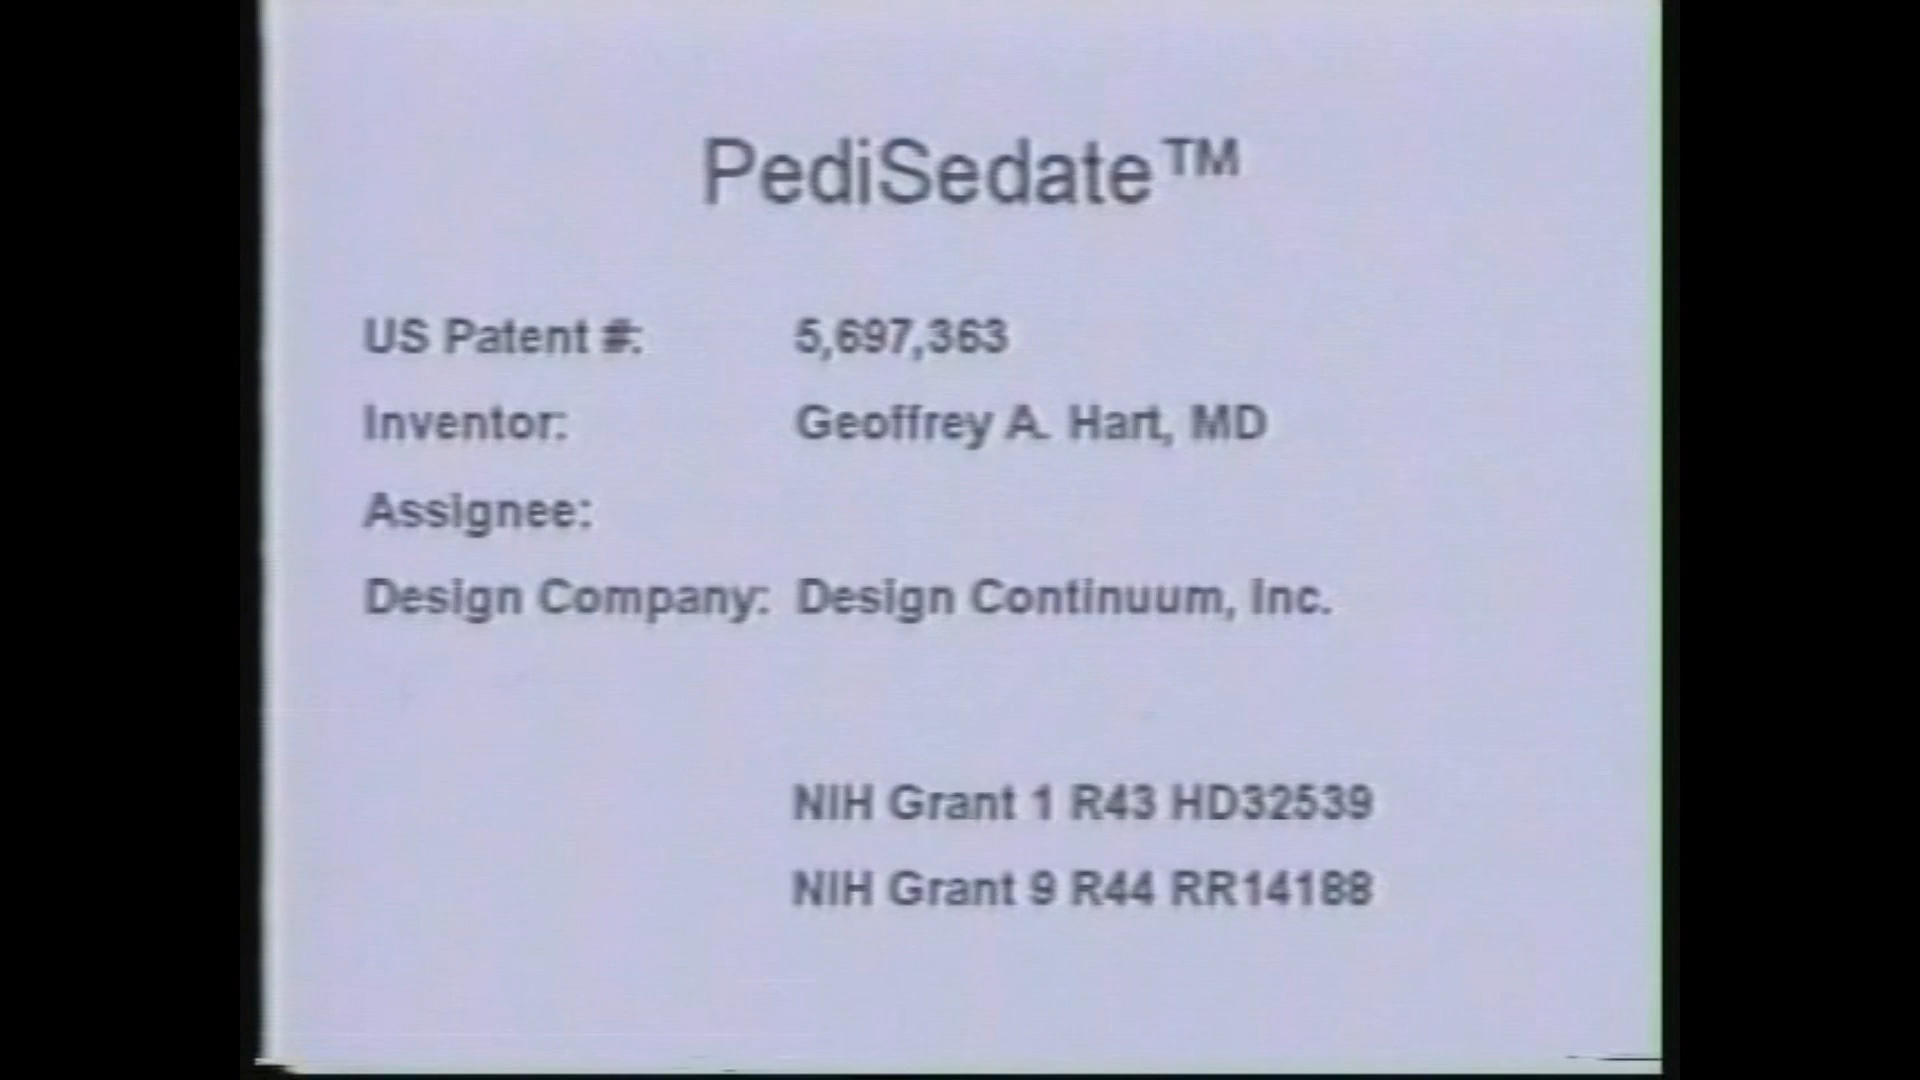 PediSedate™
US Patent #: 5,697,363
Inventor: Geoffrey A. Hart, MD
Assignee:
Design Company: Design Continuum, Inc.
NIH Grant 1 R43 HD32539
NIH Grant 9 R44 RR14188